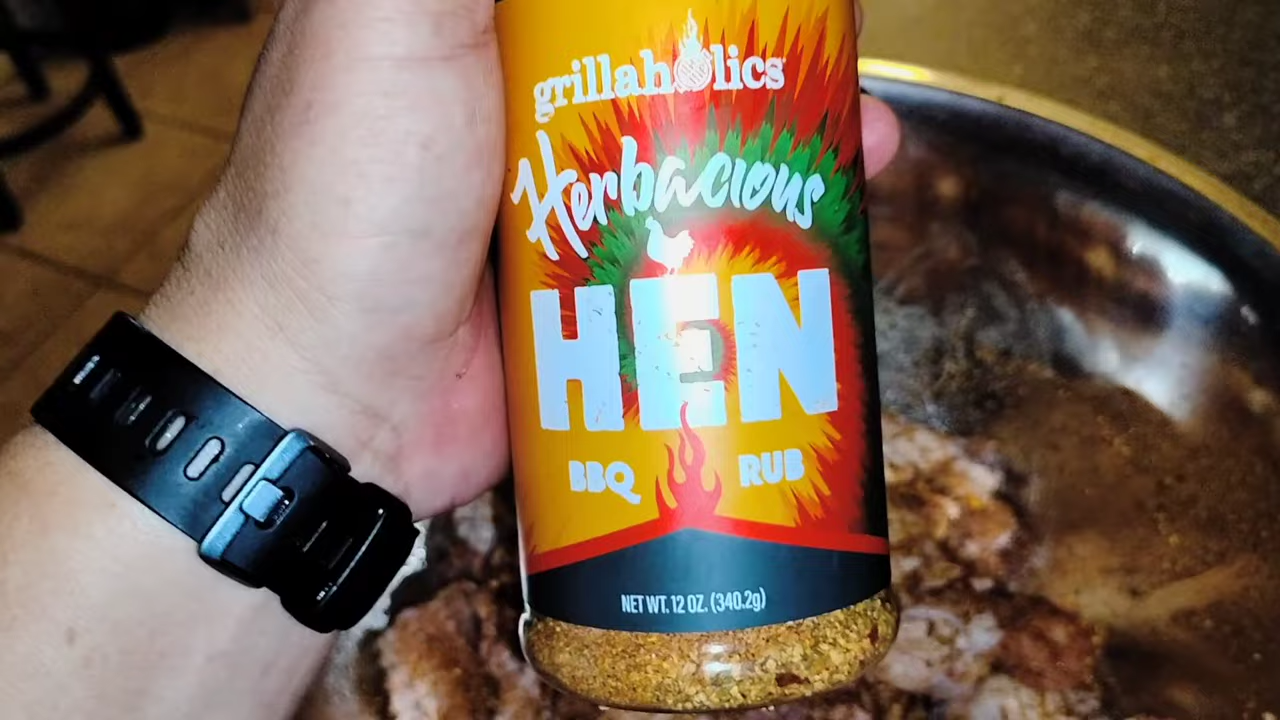 grillaholics
Herbacious
HEN
BBQ RUB
NET WT. 12 OZ. (340.2g)